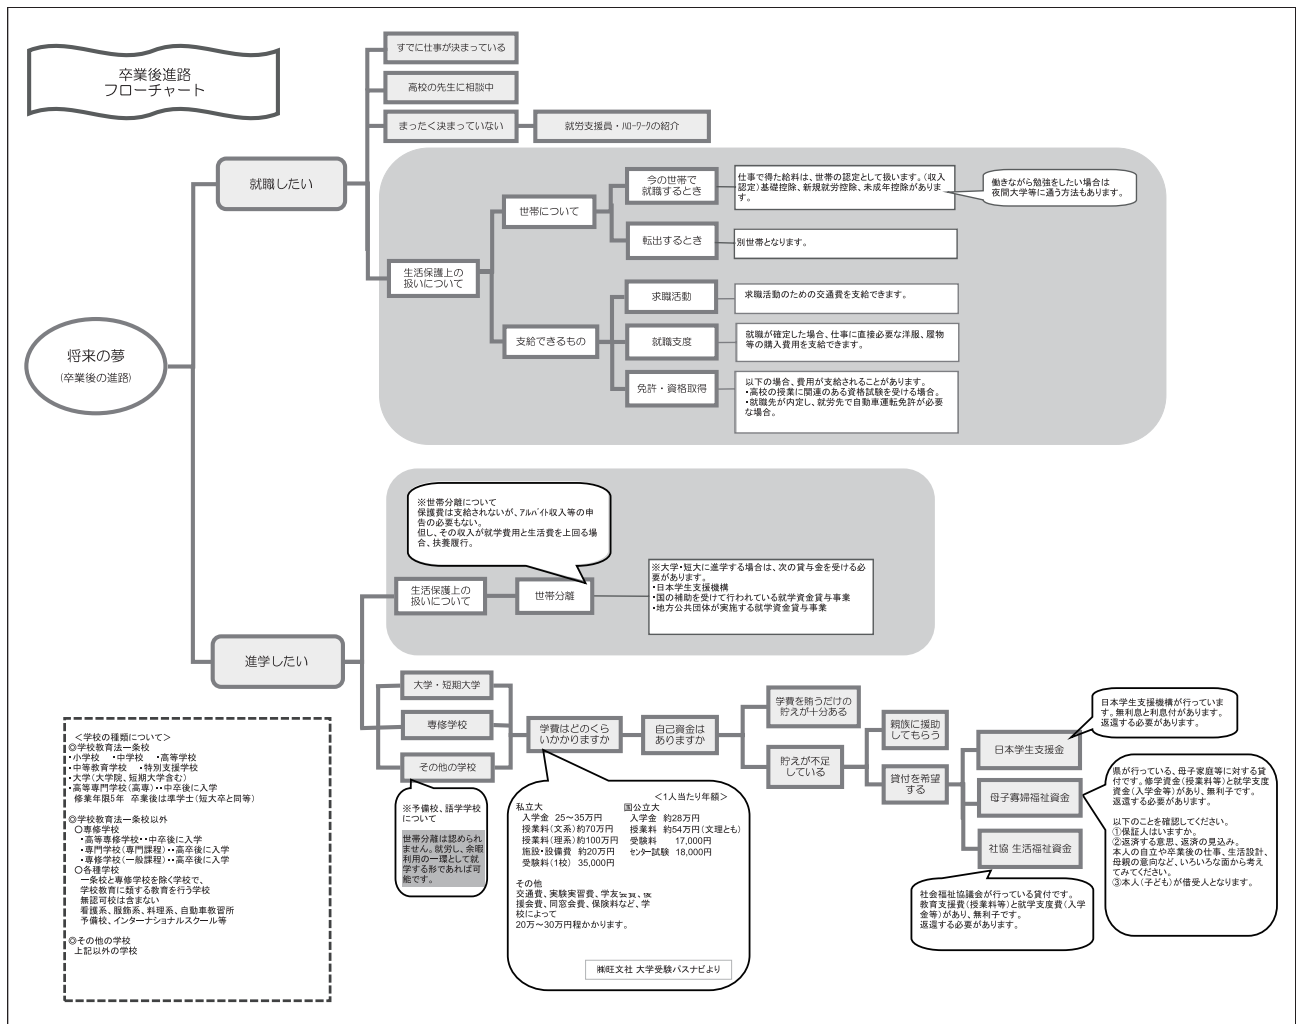 卒業後進路
フローチャート
すでに仕事が決まっている
高校の先生に相談中
まったく決まっていない
就労支援員・ﾊﾛｰﾜｰｸの紹介
就職したい
生活保護上の
扱いについて
世帯について
今の世帯で
就職するとき
仕事で得た給料は、世帯の認定として扱います。（収入
認定）基礎控除、新規就労控除、未成年控除がありま
す。
働きながら勉強をしたい場合は
夜間大学等に通う方法もあります。
転出するとき
別世帯となります。
支給できるもの
求職活動
求職活動のための交通費を支給できます。
就職支度
就職が確定した場合、仕事に直接必要な洋服、履物
等の購入費用を支給できます。
免許・資格取得
以下の場合、費用が支給されることがあります。
・高校の授業に関連のある資格試験を受ける場合。
・就職先が内定し、就労先で自動車運転免許が必要
な場合。
将来の夢
(卒業後の進路)
※世帯分離について
保護費は支給されないが、ｱﾙﾊﾞｲﾄ収入等の申
告の必要もない。
但し、その収入が就学費用と生活費を上回る場
合、扶養履行。
生活保護上の
扱いについて
世帯分離
※大学・短大に進学する場合は、次の貸与金を受ける必
要があります。
・日本学生支援機構
・国の補助を受けて行われている就学資金貸与事業
・地方公共団体が実施する就学資金貸与事業
進学したい
大学・短期大学
専修学校
その他の学校
※予備校、語学学校
について
世帯分離は認められ
ません。就労し、余暇
利用の一環として就
学する形であれば可
能です。
学費はどのくら
いかかりますか
＜1人当たり年額＞
私立大
入学金　25～35万円
授業料（文系）約70万円
授業料（理系）約100万円
施設・設備費　約20万円
受験料（1校）　35,000円
国公立大
入学金　約28万円
授業料　約54万円（文理とも）
受験料　17,000円
ｾﾝﾀｰ試験　18,000円
その他
交通費、実験実習費、学友会費、後
援会費、同窓会費、保険料など、学
校によって
20万～30万円程かかります。
㈱旺文社 大学受験パスナビより
自己資金は
ありますか
学費を賄うだけの
貯えが十分ある
貯えが不足
している
親族に援助
してもらう
貸付を希望
する
日本学生支援金
日本学生支援機構が行っていま
す。無利息と利息付があります。
返還する必要があります。
母子寡婦福祉資金
県が行っている、母子家庭等に対する貸
付です。修学資金（授業料等）と就学支度
資金（入学金等）があり、無利子です。
返還する必要があります。
以下のことを確認してください。
①保証人はいますか。
②返済する意思、返済の見込み。
本人の自立や卒業後の仕事、生活設計、
母親の意向など、いろいろな面から考え
てみてください。
③本人（子ども）が借受人となります。
社協 生活福祉資金
社会福祉協議会が行っている貸付です。
教育支援費（授業料等）と就学支度費（入学
金等）があり、無利子です。
返還する必要があります。
＜学校の種類について＞
◎学校教育法一条校
・小学校　・中学校　・高等学校
・中等教育学校　・特別支援学校
・大学（大学院、短期大学含む）
・高等専門学校（高専）・・中卒後に入学
修業年限5年　卒業後は準学士（短大卒と同等）
◎学校教育法一条校以外
○専修学校
・高等専修学校・・中卒後に入学
・専門学校（専門課程）・・高卒後に入学
・専修学校（一般課程）・・高卒後に入学
○各種学校
一条校と専修学校を除く学校で、
学校教育に類する教育を行う学校
無認可校は含まない
看護系、服飾系、料理系、自動車教習所
予備校、インターナショナルスクール等
◎その他の学校
上記以外の学校